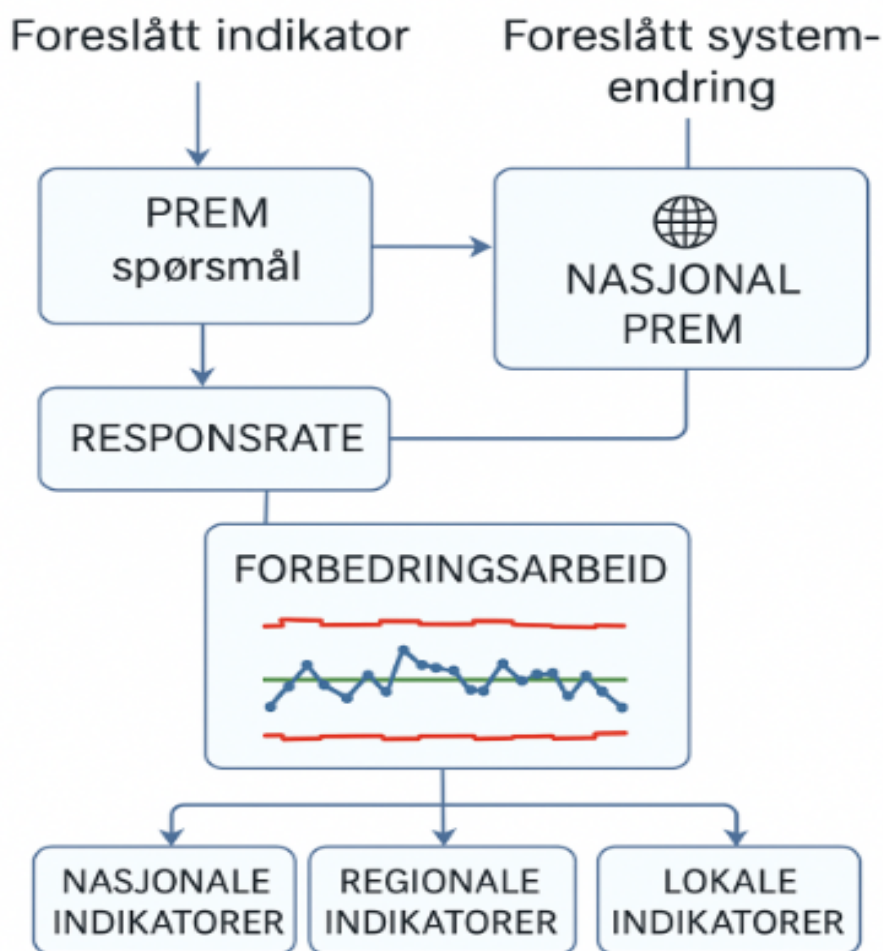 Foreslått indikator
Foreslått system-
endring
PREM
spørsmål
NASJONAL
PREM
RESPONSRATE
FORBEDRINGSARBEID
NASJONALE
INDIKATORER
REGIONALE
INDIKATORER
LOKALE
INDIKATORER